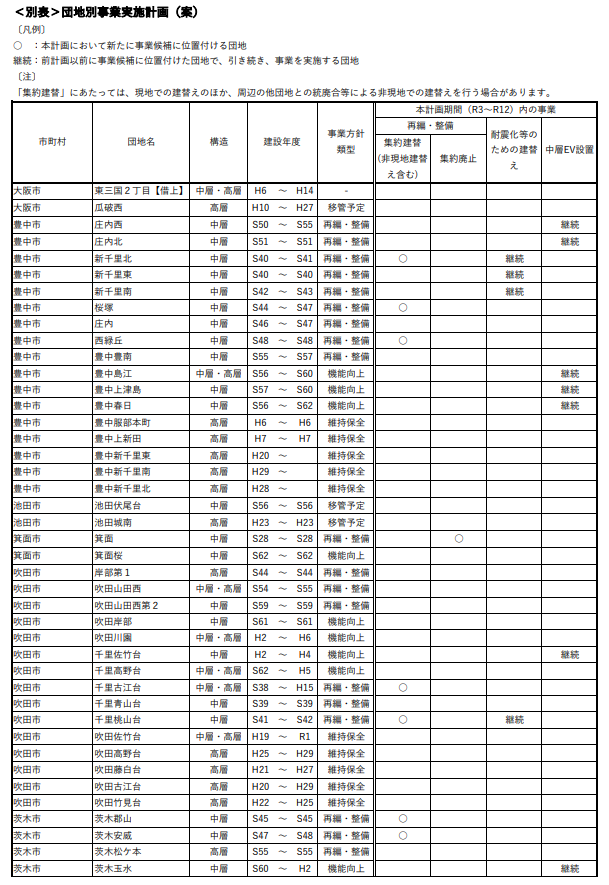 ＜別表＞団地別事業実施計画（案）
〔凡例〕
○　：本計画において新たに事業候補に位置付ける団地
継続：前計画以前に事業候補に位置付けた団地で、引き続き、事業を実施する団地
〔注〕
「集約建替」にあたっては、現地での建替えのほか、周辺の他団地との統廃合等による非現地での建替えを行う場合があります。
市町村 団地名 構造 建設年度 事業方針類型 本計画期間（R3～R12）内の事業
再編・整備 耐震化等のための建替え 中層EV設置
集約建替(非現地建替え含む) 集約廃止
大阪市 東三国２丁目【借上】 中層・高層 H6 ～ H14 -
大阪市 瓜破西 高層 H10 ～ H27 移管予定
豊中市 庄内西 中層 S50 ～ S55 再編・整備 継続
豊中市 庄内北 中層 S51 ～ S51 再編・整備 継続
豊中市 新千里北 中層 S40 ～ S41 再編・整備 ○ 継続
豊中市 新千里東 中層 S40 ～ S40 再編・整備 継続
豊中市 新千里南 中層 S42 ～ S43 再編・整備 継続
豊中市 桜塚 中層 S44 ～ S47 再編・整備 ○
豊中市 庄内 中層 S46 ～ S47 再編・整備
豊中市 西緑丘 中層 S48 ～ S48 再編・整備 ○
豊中市 豊中豊南 中層 S55 ～ S57 再編・整備
豊中市 豊中島江 中層・高層 S56 ～ S60 機能向上 継続
豊中市 豊中上津島 中層 S57 ～ S60 機能向上 継続
豊中市 豊中春日 中層 S56 ～ S62 機能向上 継続
豊中市 豊中服部本町 高層 H6 ～ H6 維持保全
豊中市 豊中上新田 高層 H7 ～ H7 維持保全
豊中市 豊中新千里東 高層 H20 ～ 維持保全
豊中市 豊中新千里南 高層 H29 ～ 維持保全
豊中市 豊中新千里北 高層 H28 ～ 維持保全
池田市 池田伏尾台 中層 S56 ～ S56 移管予定
池田市 池田城南 高層 H23 ～ H23 移管予定
箕面市 箕面 中層 S28 ～ S28 再編・整備 ○
箕面市 箕面桜 中層 S62 ～ S62 機能向上
吹田市 岸部第１ 高層 S44 ～ S44 再編・整備
吹田市 吹田山田西 中層・高層 S54 ～ S55 再編・整備
吹田市 吹田山田西第２ 中層 S59 ～ S59 再編・整備
吹田市 吹田岸部 中層 S61 ～ S61 機能向上
吹田市 吹田川園 中層・高層 H2 ～ H6 機能向上
吹田市 千里佐竹台 中層 H2 ～ H4 機能向上 継続
吹田市 千里高野台 中層・高層 S62 ～ H5 機能向上
吹田市 千里古江台 中層・高層 S38 ～ H15 再編・整備 ○
吹田市 千里青山台 中層 S39 ～ S39 再編・整備
吹田市 千里桃山台 中層 S41 ～ S42 再編・整備 ○ 継続
吹田市 吹田佐竹台 中層・高層 H19 ～ R1 維持保全
吹田市 吹田高野台 高層 H25 ～ H29 維持保全
吹田市 吹田藤白台 高層 H21 ～ H27 維持保全
吹田市 吹田古江台 高層 H20 ～ H29 維持保全
吹田市 吹田竹見台 高層 H22 ～ H25 維持保全
茨木市 茨木郡山 中層 S45 ～ S45 再編・整備 ○
茨木市 茨木安威 中層 S47 ～ S48 再編・整備 ○
茨木市 茨木松ケ本 高層 S55 ～ S55 再編・整備
茨木市 茨木玉水 中層 S60 ～ H2 機能向上 継続